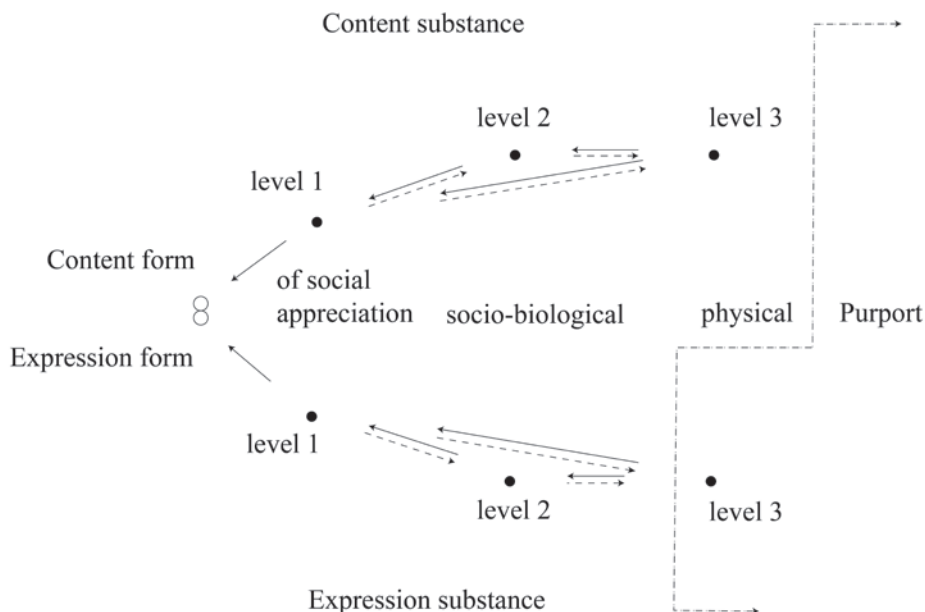 Content substance
level 2
level 3
level 1
Content form
of social
appreciation
socio-biological
physical
Purport
Expression form
level 1
level 2
level 3
Expression substance